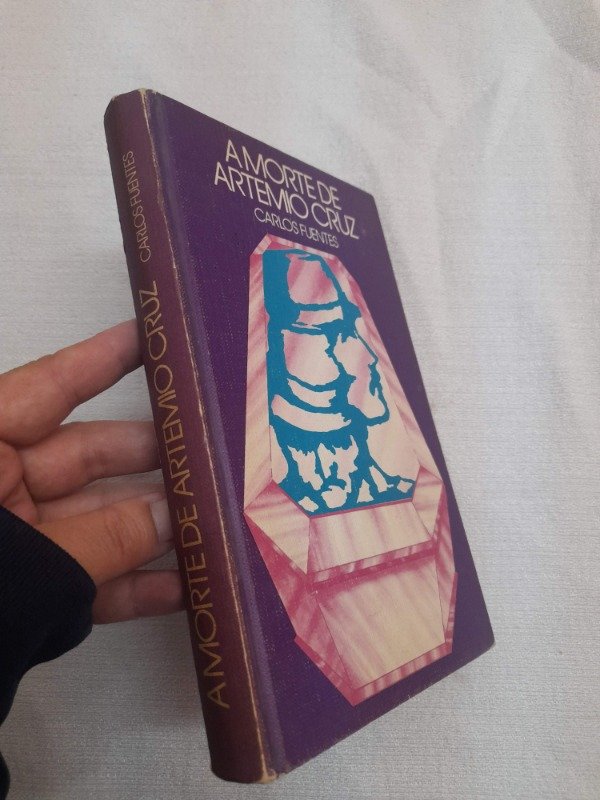 A MORTE DE
ARTEMIO CRUZ
CARLOS FUENTES
A MORTE DE ARTEMIO CRUZ CARLOS FUENTES